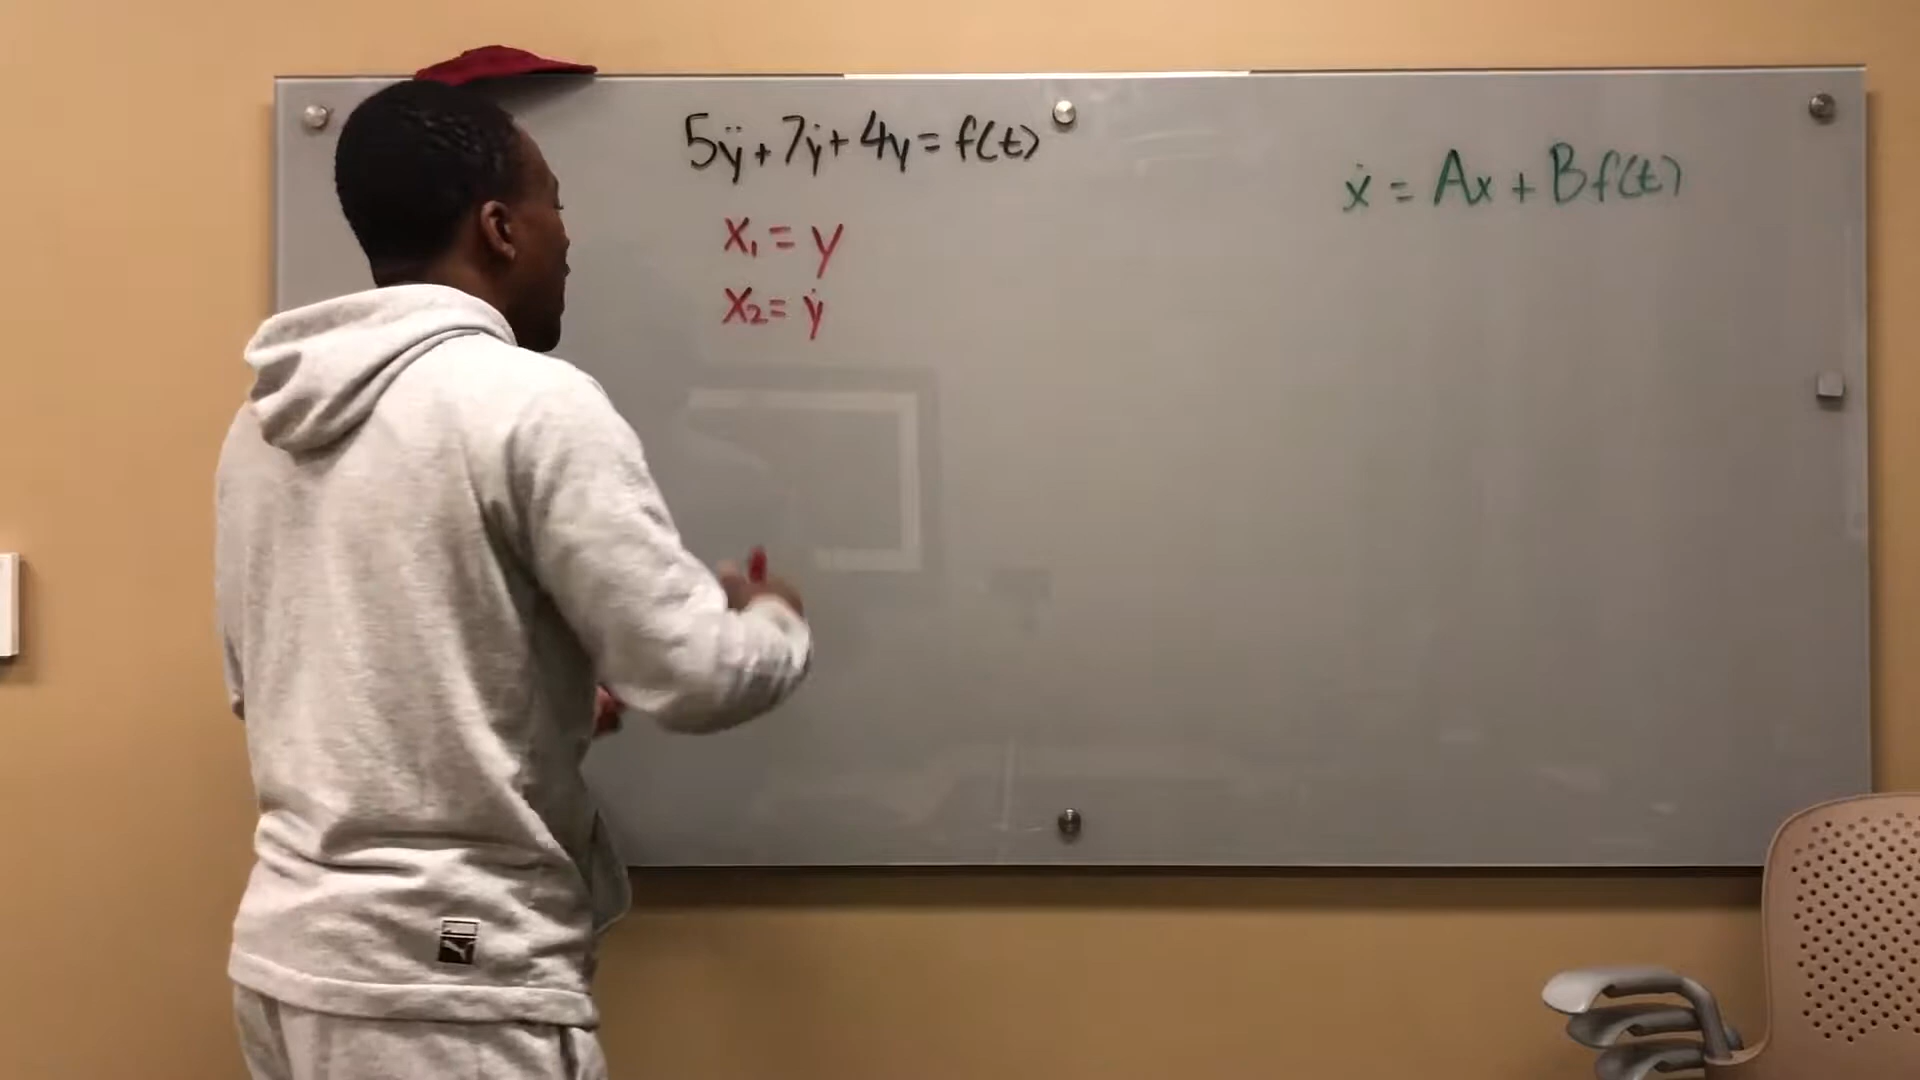 5ÿ + 7ẏ + 4y = f(t)
ẋ = Ax + Bf(t)
x₁ = y
x₂ = ẏ